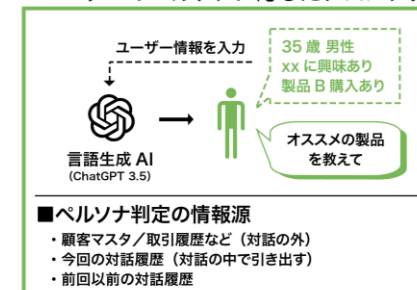 ユーザー情報を入力
35 歳 男性
xx に興味あり
製品 B 購入あり
オススメの製品
を教えて
言語生成 AI
(ChatGPT 3.5)
■ペルソナ判定の情報源
・顧客マスタ／取引履歴など（対話の外）
・今回の対話履歴（対話の中で引き出す）
・前回以前の対話履歴